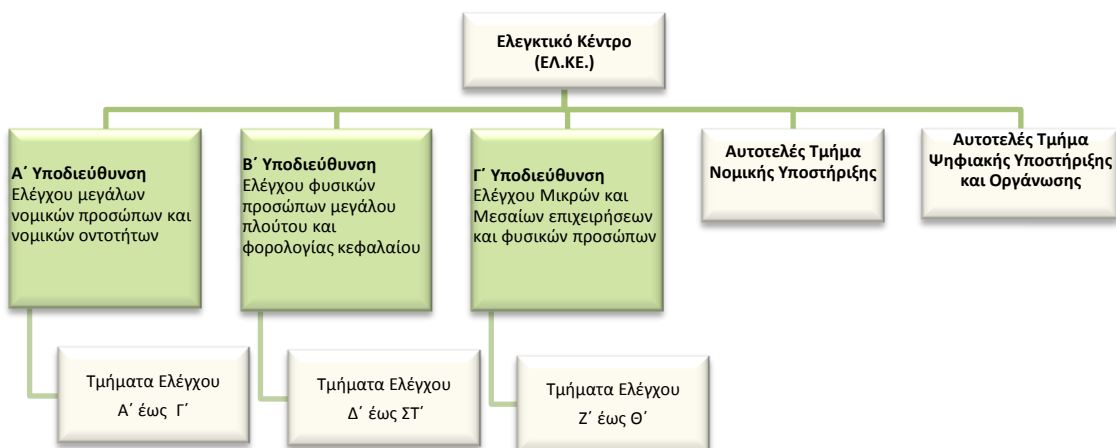 Ελεγκτικό Κέντρο
(ΕΛ.ΚΕ.)
Α΄ Υποδιεύθυνση
Ελέγχου μεγάλων
νομικών προσώπων και
νομικών οντοτήτων
Β΄ Υποδιεύθυνση
Ελέγχου φυσικών
προσώπων μεγάλου
πλούτου και
φορολογίας κεφαλαίου
Γ΄ Υποδιεύθυνση
Ελέγχου Μικρών και
Μεσαίων επιχειρήσεων
και φυσικών προσώπων
Αυτοτελές Τμήμα
Νομικής Υποστήριξης
Αυτοτελές Τμήμα
Ψηφιακής Υποστήριξης
και Οργάνωσης
Τμήματα Ελέγχου
Α΄ έως Γ΄
Τμήματα Ελέγχου
Δ΄ έως ΣΤ΄
Τμήματα Ελέγχου
Ζ΄ έως Θ΄